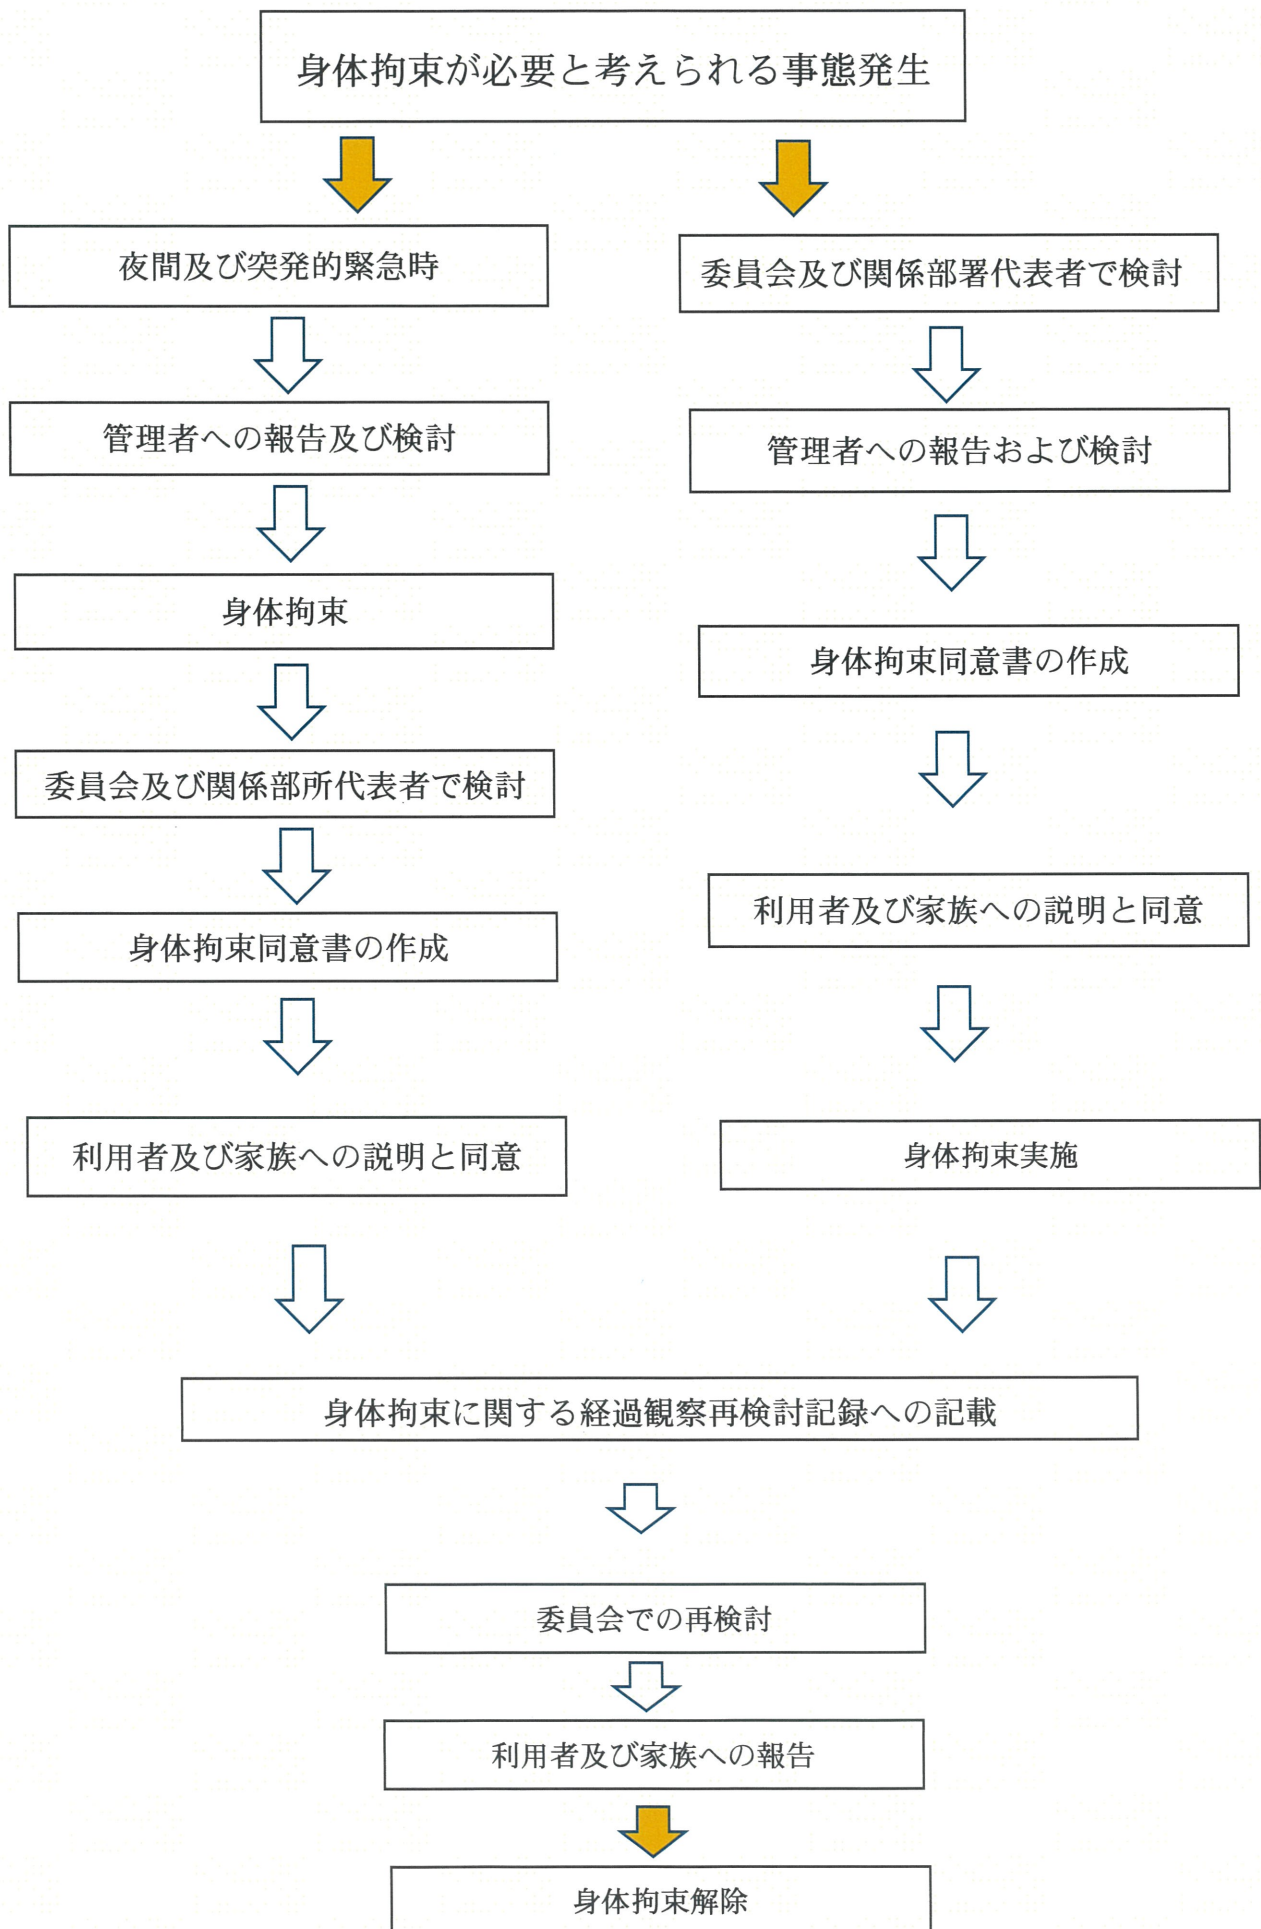 身体拘束が必要と考えられる事態発生
夜間及び突発的緊急時
管理者への報告及び検討
身体拘束
委員会及び関係部所代表者で検討
身体拘束同意書の作成
利用者及び家族への説明と同意
委員会及び関係部署代表者で検討
管理者への報告および検討
身体拘束同意書の作成
利用者及び家族への説明と同意
身体拘束実施
身体拘束に関する経過観察再検討記録への記載
委員会での再検討
利用者及び家族への報告
身体拘束解除